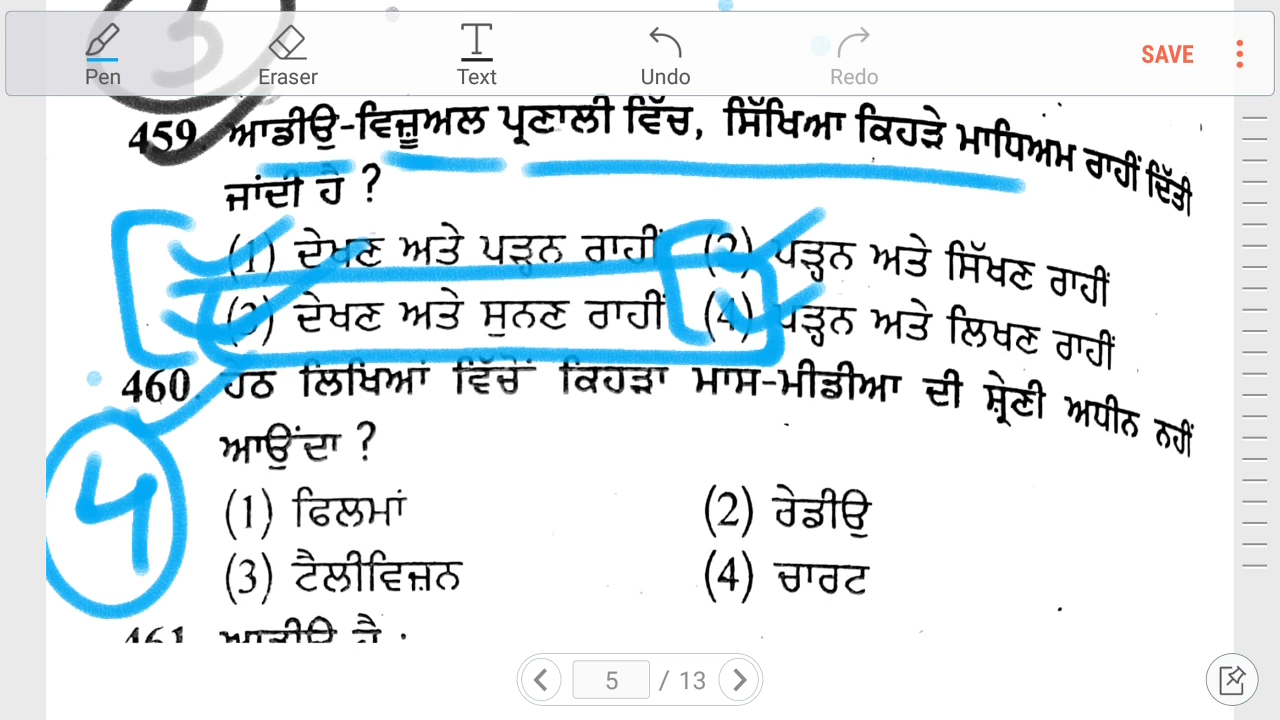 Pen Eraser Text Undo Redo SAVE
459. ਆਡੀਓ-ਵਿਜ਼ੂਅਲ ਪ੍ਰਣਾਲੀ ਵਿੱਚ, ਸਿੱਖਿਆ ਕਿਹੜੇ ਮਾਧਿਅਮ ਰਾਹੀਂ ਦਿੱਤੀ
ਜਾਂਦੀ ਹੈ ?
(1) ਦੇਖਣ ਅਤੇ ਪੜ੍ਹਨ ਰਾਹੀਂ (2) ਪੜ੍ਹਨ ਅਤੇ ਸਿੱਖਣ ਰਾਹੀਂ
(3) ਦੇਖਣ ਅਤੇ ਸੁਨਣ ਰਾਹੀਂ (4) ਪੜ੍ਹਨ ਅਤੇ ਲਿਖਣ ਰਾਹੀਂ
460. ਹੇਠ ਲਿਖਿਆਂ ਵਿੱਚੋਂ ਕਿਹੜਾ ਮਾਸ-ਮੀਡੀਆ ਦੀ ਸ਼੍ਰੇਣੀ ਅਧੀਨ ਨਹੀਂ
ਆਉਂਦਾ ?
4
(1) ਫਿਲਮਾਂ (2) ਰੇਡੀਓ
(3) ਟੈਲੀਵਿਜ਼ਨ (4) ਚਾਰਟ
5 / 13